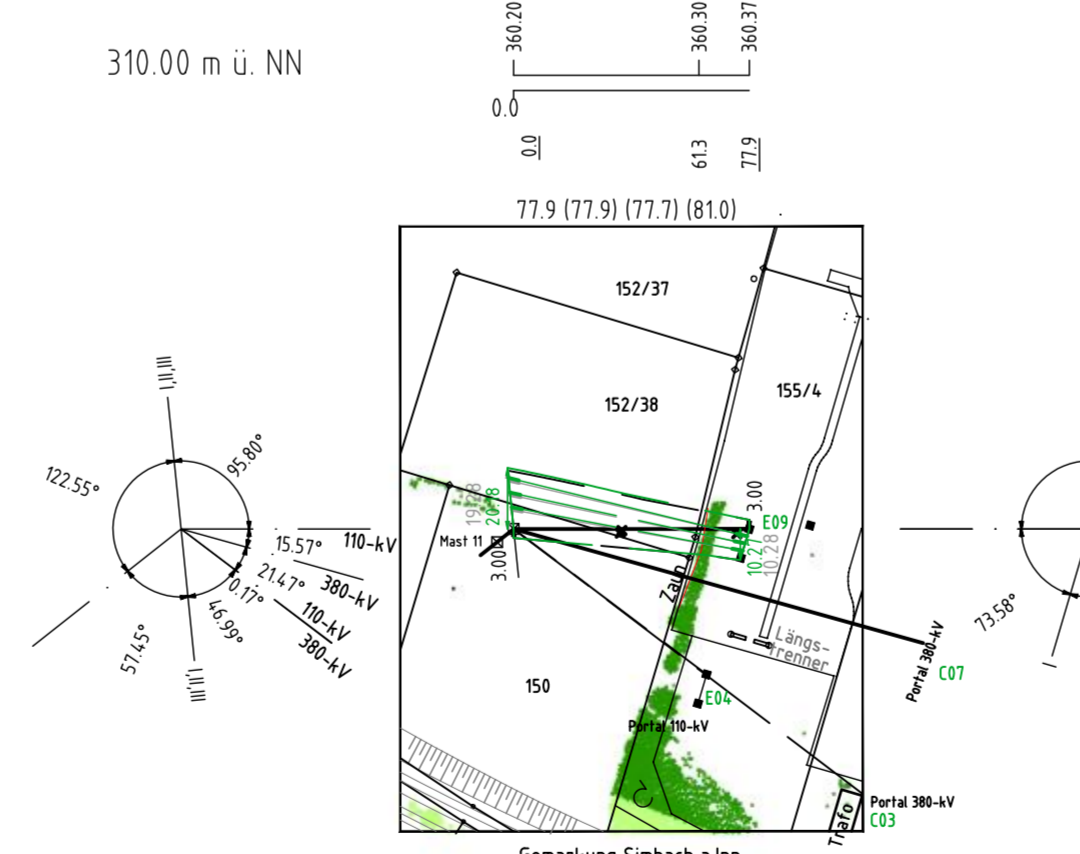 360.20
360.30
360.37
310.00 m ü. NN
0.0
0.0
61.3
77.9
77.9 (77.9) (77.7) (81.0)
152/37
152/38
155/4
I,II,III
122.55°
95.80°
15.57°
110-kV
21.47°
380-kV
0.17°
110-kV
46.99°
380-kV
57.45°
I,II,III
20.78
3.00
Mast 11
3.00
E09
10.27
10.28
Zaun
Längs-
trenner
73.58°
I
Portal 380-kV
C07
150
E04
Portal 110-kV
Trafo
Portal 380-kV
C03
Gemarkung Simbach a.Inn